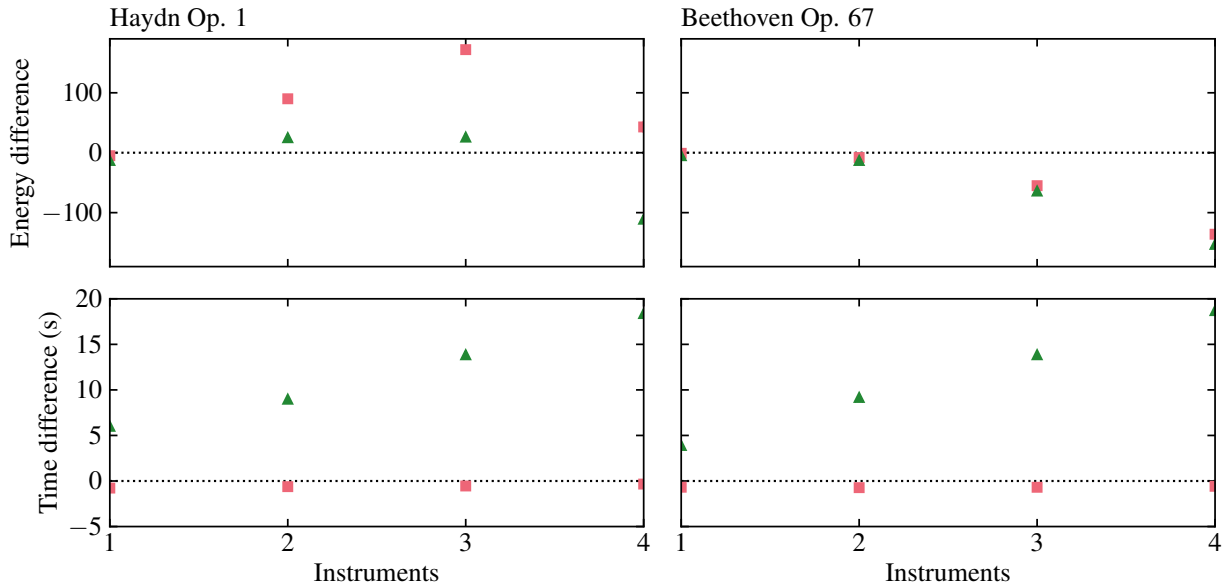 Haydn Op. 1
Beethoven Op. 67
Energy difference
100
0
−100
Time difference (s)
20
15
10
5
0
−5
1 2 3 4
1 2 3 4
Instruments
Instruments